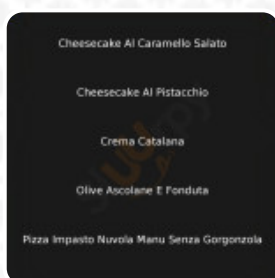 Cheesecake Al Caramello Salato
Cheesecake Al Pistacchio
Crema Catalana
Olive Ascolane E Fonduta
Pizza Impasto Nuvola Manu Senza Gorgonzola